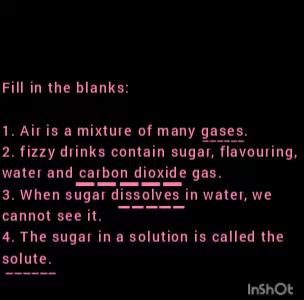 Fill in the blanks:
1. Air is a mixture of many gases.
2. fizzy drinks contain sugar, flavouring,
water and carbon dioxide gas.
3. When sugar dissolves in water, we
cannot see it.
4. The sugar in a solution is called the
solute.
InShOt